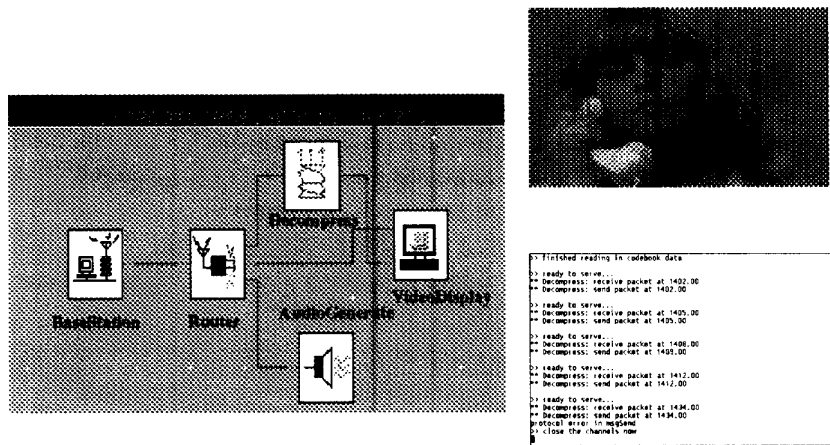 Decompress
BaseStation
Router
AudioGenerate
VideoDisplay
>> finished reading in codebook data
>> ready to serve...
** Decompress: receive packet at 1402.00
** Decompress: send packet at 1402.00
>> ready to serve...
** Decompress: receive packet at 1405.00
** Decompress: send packet at 1405.00
>> ready to serve...
** Decompress: receive packet at 1408.00
** Decompress: send packet at 1409.00
>> ready to serve...
** Decompress: receive packet at 1412.00
** Decompress: send packet at 1412.00
>> ready to serve...
** Decompress: receive packet at 1434.00
** Decompress: send packet at 1434.00
protocol error in msgSend
>> close the channels now